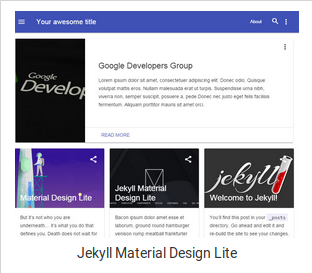 Your awesome title
About
Google
Develop
Google Developers Group
Lorem ipsum dolor sit amet, consectetuer adipiscing elit. Dolor sit amet. Quisque
volutpat mattis eros. Nullam malesuada erat ut turpis. Suspendisse urna nibh,
viverra non, semper suscipit, posuere a, pede. Donec nec justo eget felis facilisis
fermentum. Aliquam porttitor mauris sit amet orci.
READ MORE
Material Design Lite
But it's not who you are
underneath... it's what you do that
defines you. Death does not wait for
Jekyll Material
Design Lite
Bacon ipsum dolor amet esse et
laborum, ground round hamburger
venison rump meatball frankfurter
jekyll
Welcome to Jekyll!
You'll find this post in your _posts
directory. Go ahead and edit it and
re-build the site to see your changes.
Jekyll Material Design Lite